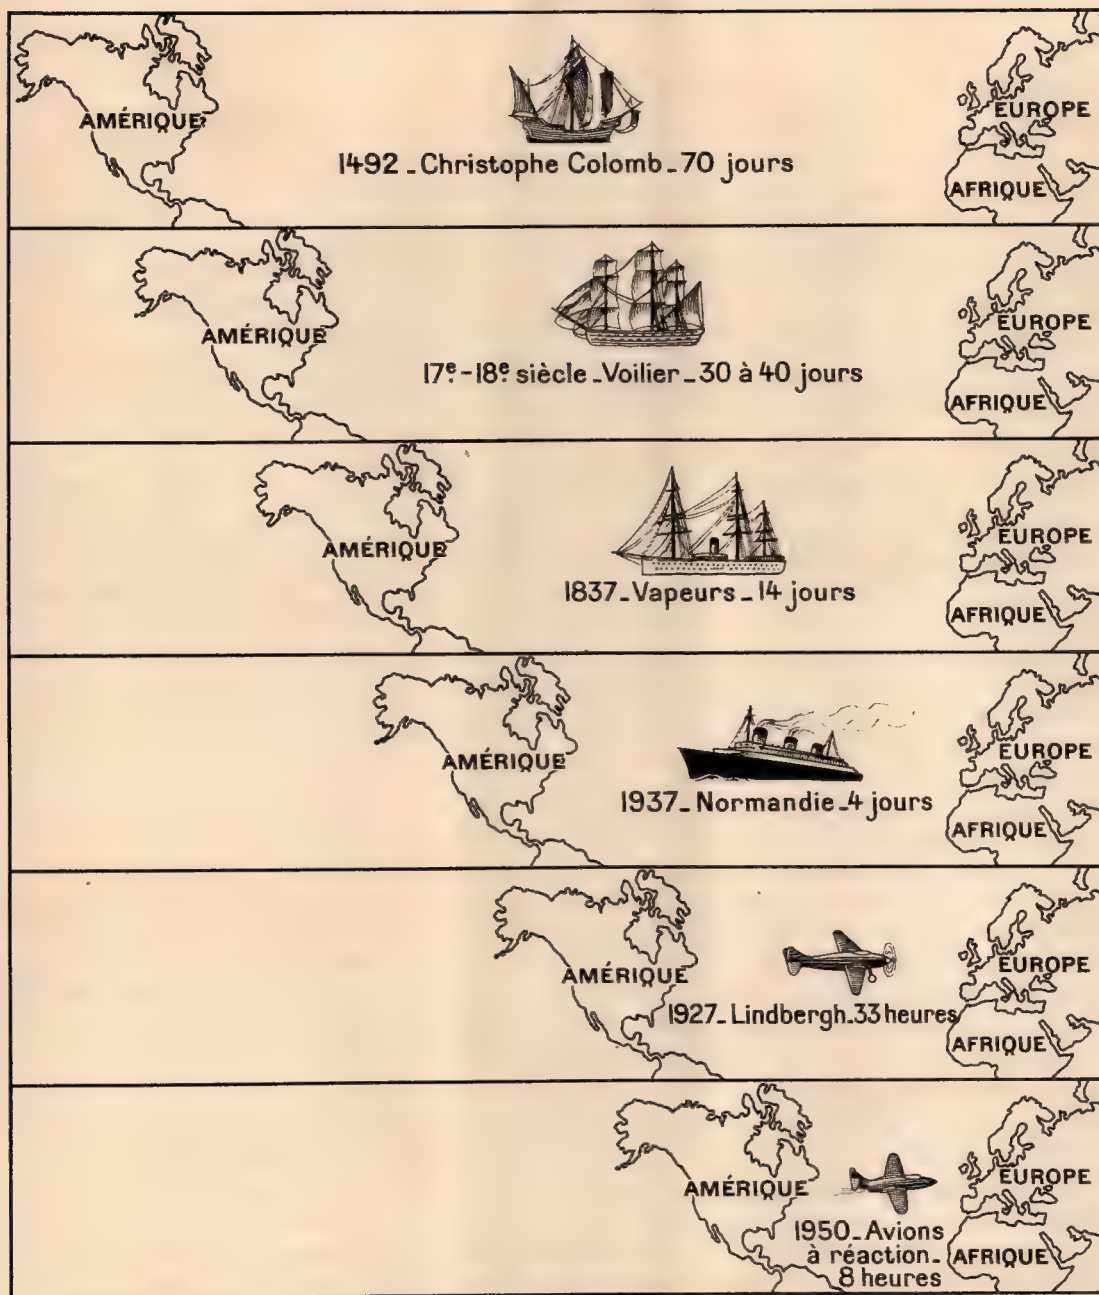 AMÉRIQUE
EUROPE
AFRIQUE
1492 - Christophe Colomb - 70 jours
AMÉRIQUE
EUROPE
AFRIQUE
17e - 18e siècle - Voilier - 30 à 40 jours
AMÉRIQUE
EUROPE
AFRIQUE
1837 - Vapeurs - 14 jours
AMÉRIQUE
EUROPE
AFRIQUE
1937 - Normandie - 4 jours
AMÉRIQUE
EUROPE
AFRIQUE
1927 - Lindbergh - 33 heures
AMÉRIQUE
EUROPE
AFRIQUE
1950 - Avions
à réaction -
8 heures